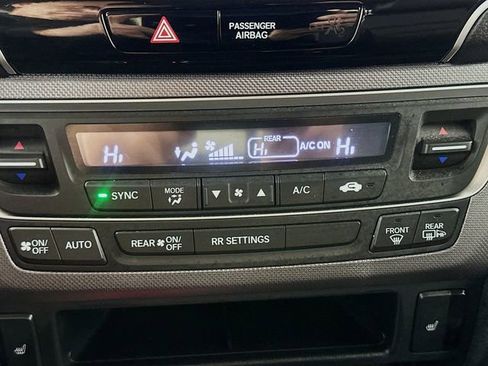 PASSENGER
AIRBAG
REAR
Hi Hi A/C ON Hi
SYNC MODE A/C
ON/OFF AUTO REAR ON/OFF RR SETTINGS FRONT REAR